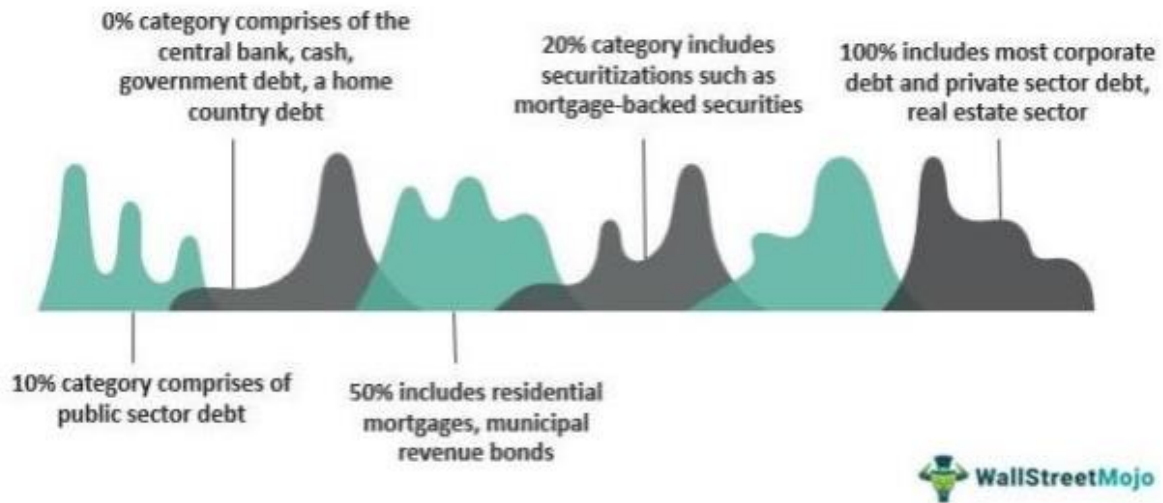 0% category comprises of the
central bank, cash,
government debt, a home
country debt
20% category includes
securitizations such as
mortgage-backed securities
100% includes most corporate
debt and private sector debt,
real estate sector
10% category comprises of
public sector debt
50% includes residential
mortgages, municipal
revenue bonds
WallStreetMojo